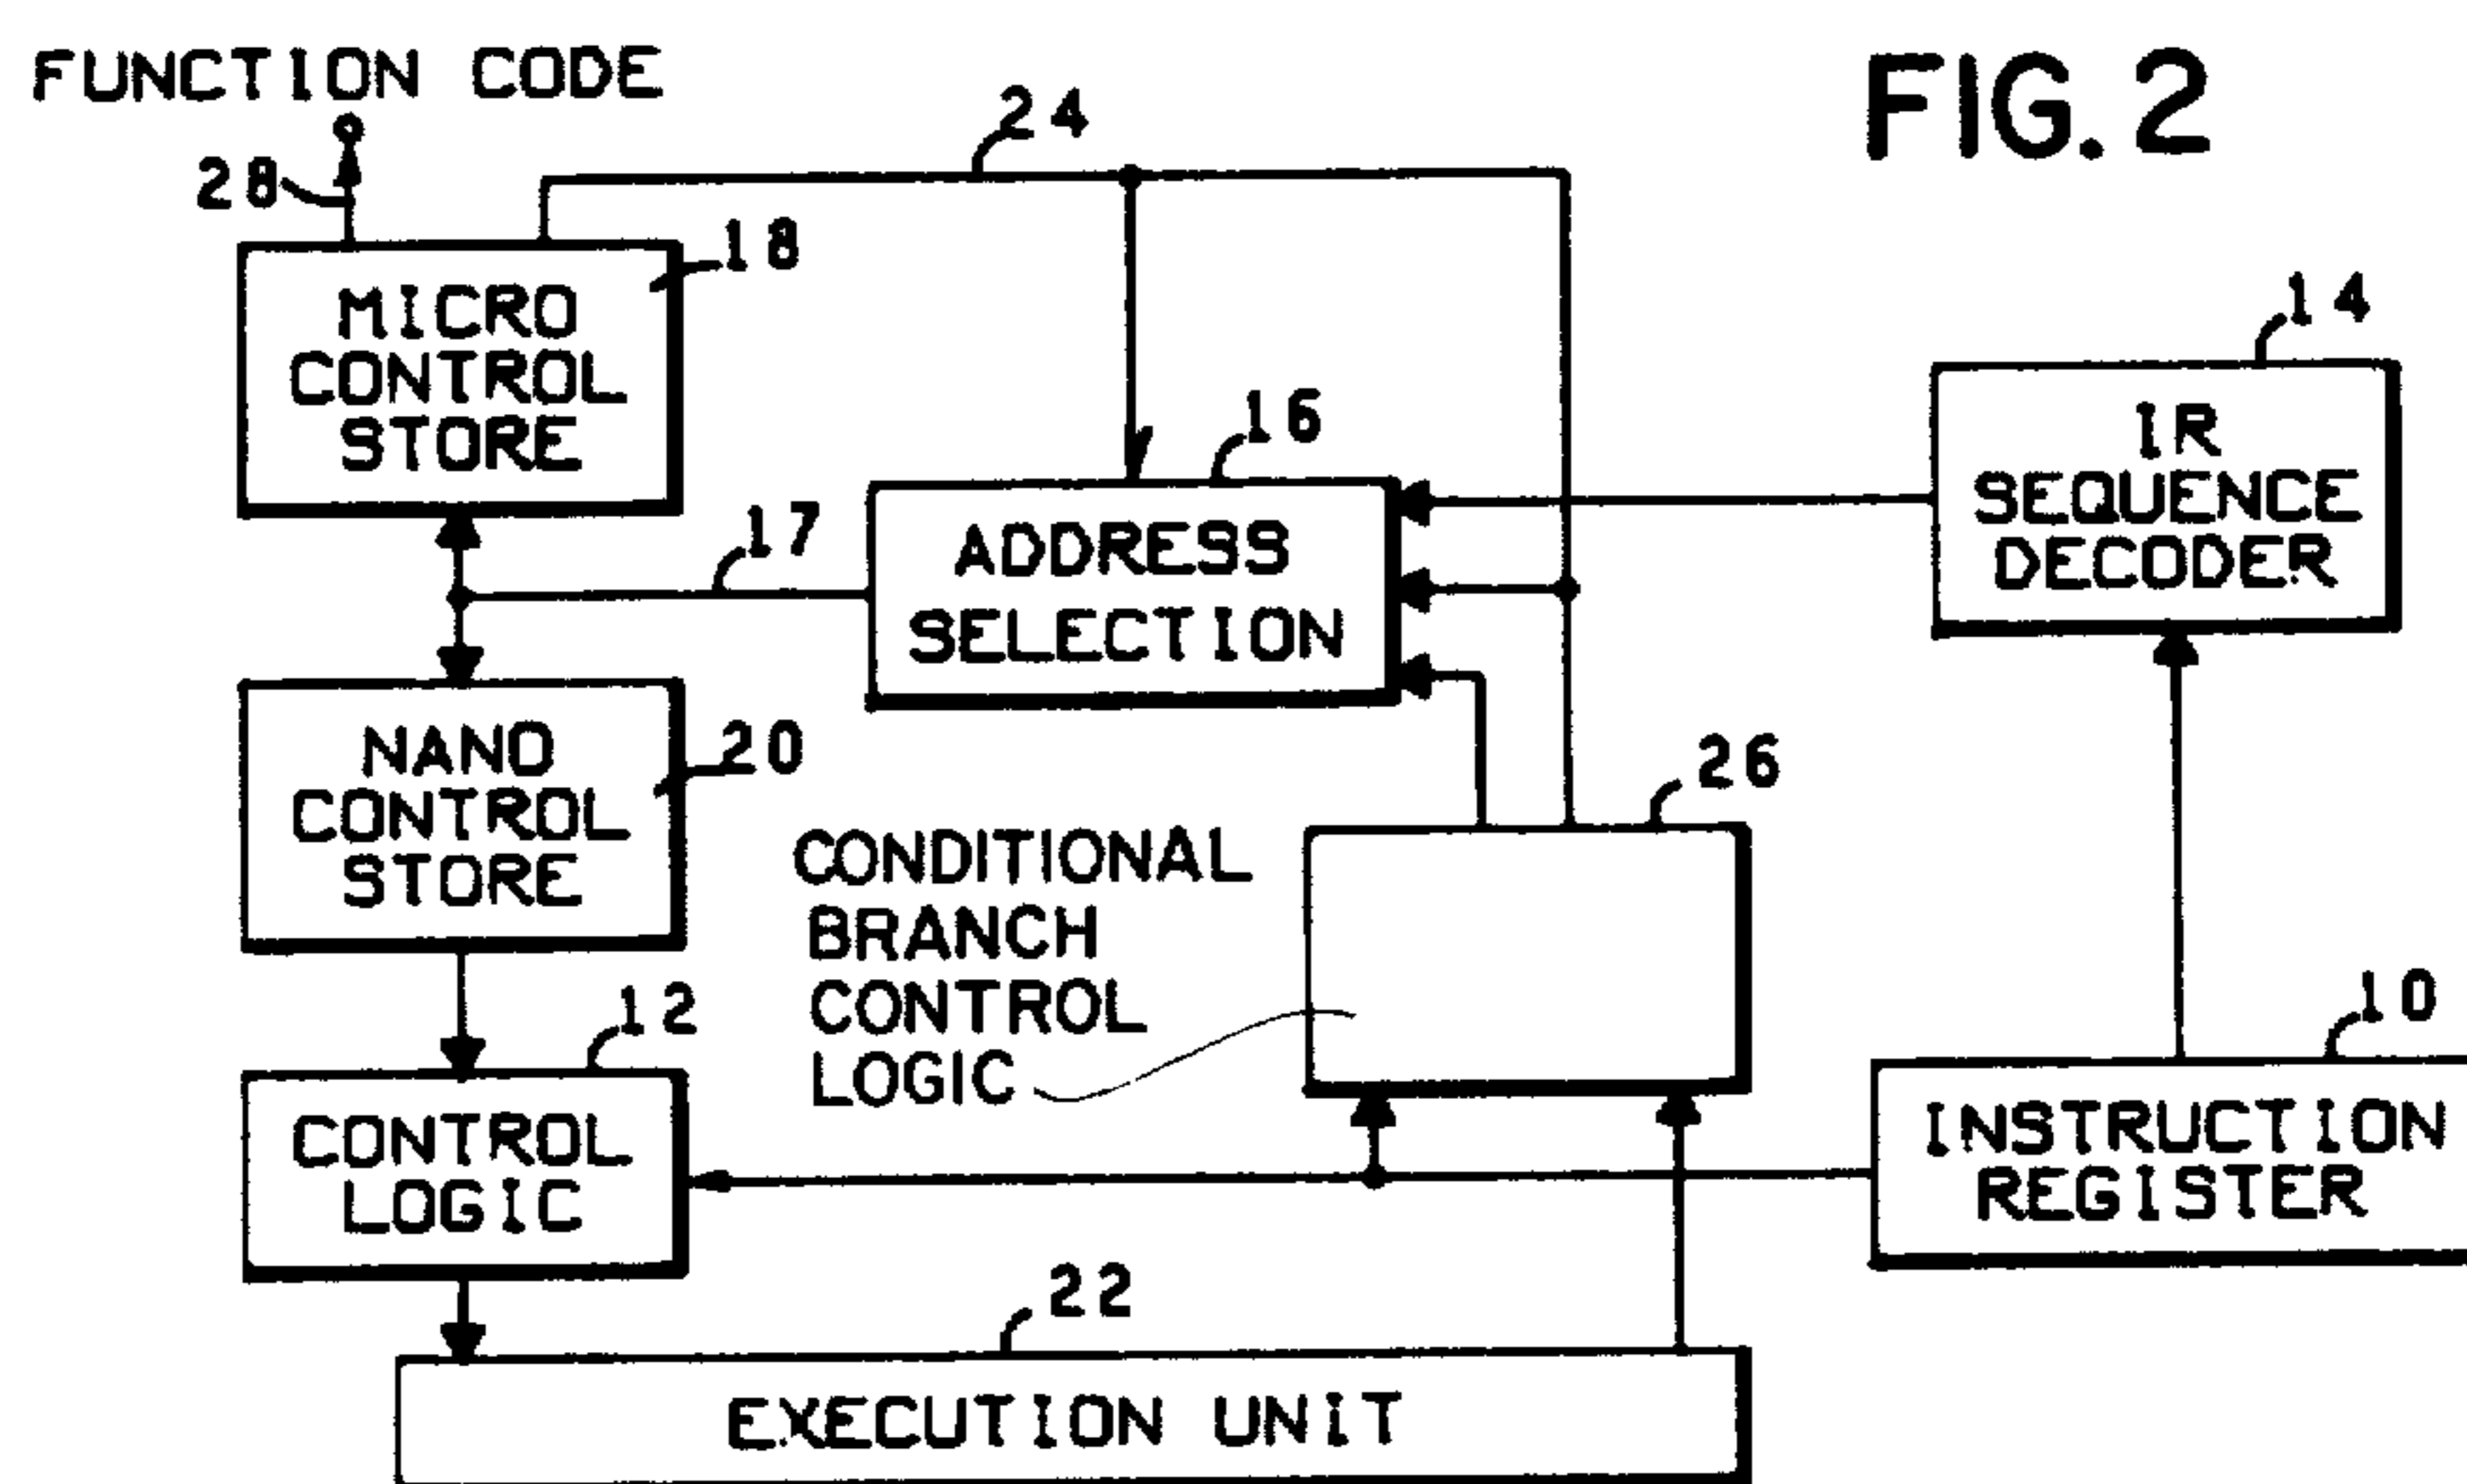 FUNCTION CODE
FIG. 2
24
28
18
MICRO
CONTROL
STORE
14
IR
SEQUENCE
DECODER
16
ADDRESS
SELECTION
17
NANO
CONTROL
STORE
20
26
CONDITIONAL
BRANCH
CONTROL
LOGIC
12
CONTROL
LOGIC
10
INSTRUCTION
REGISTER
22
EXECUTION UNIT